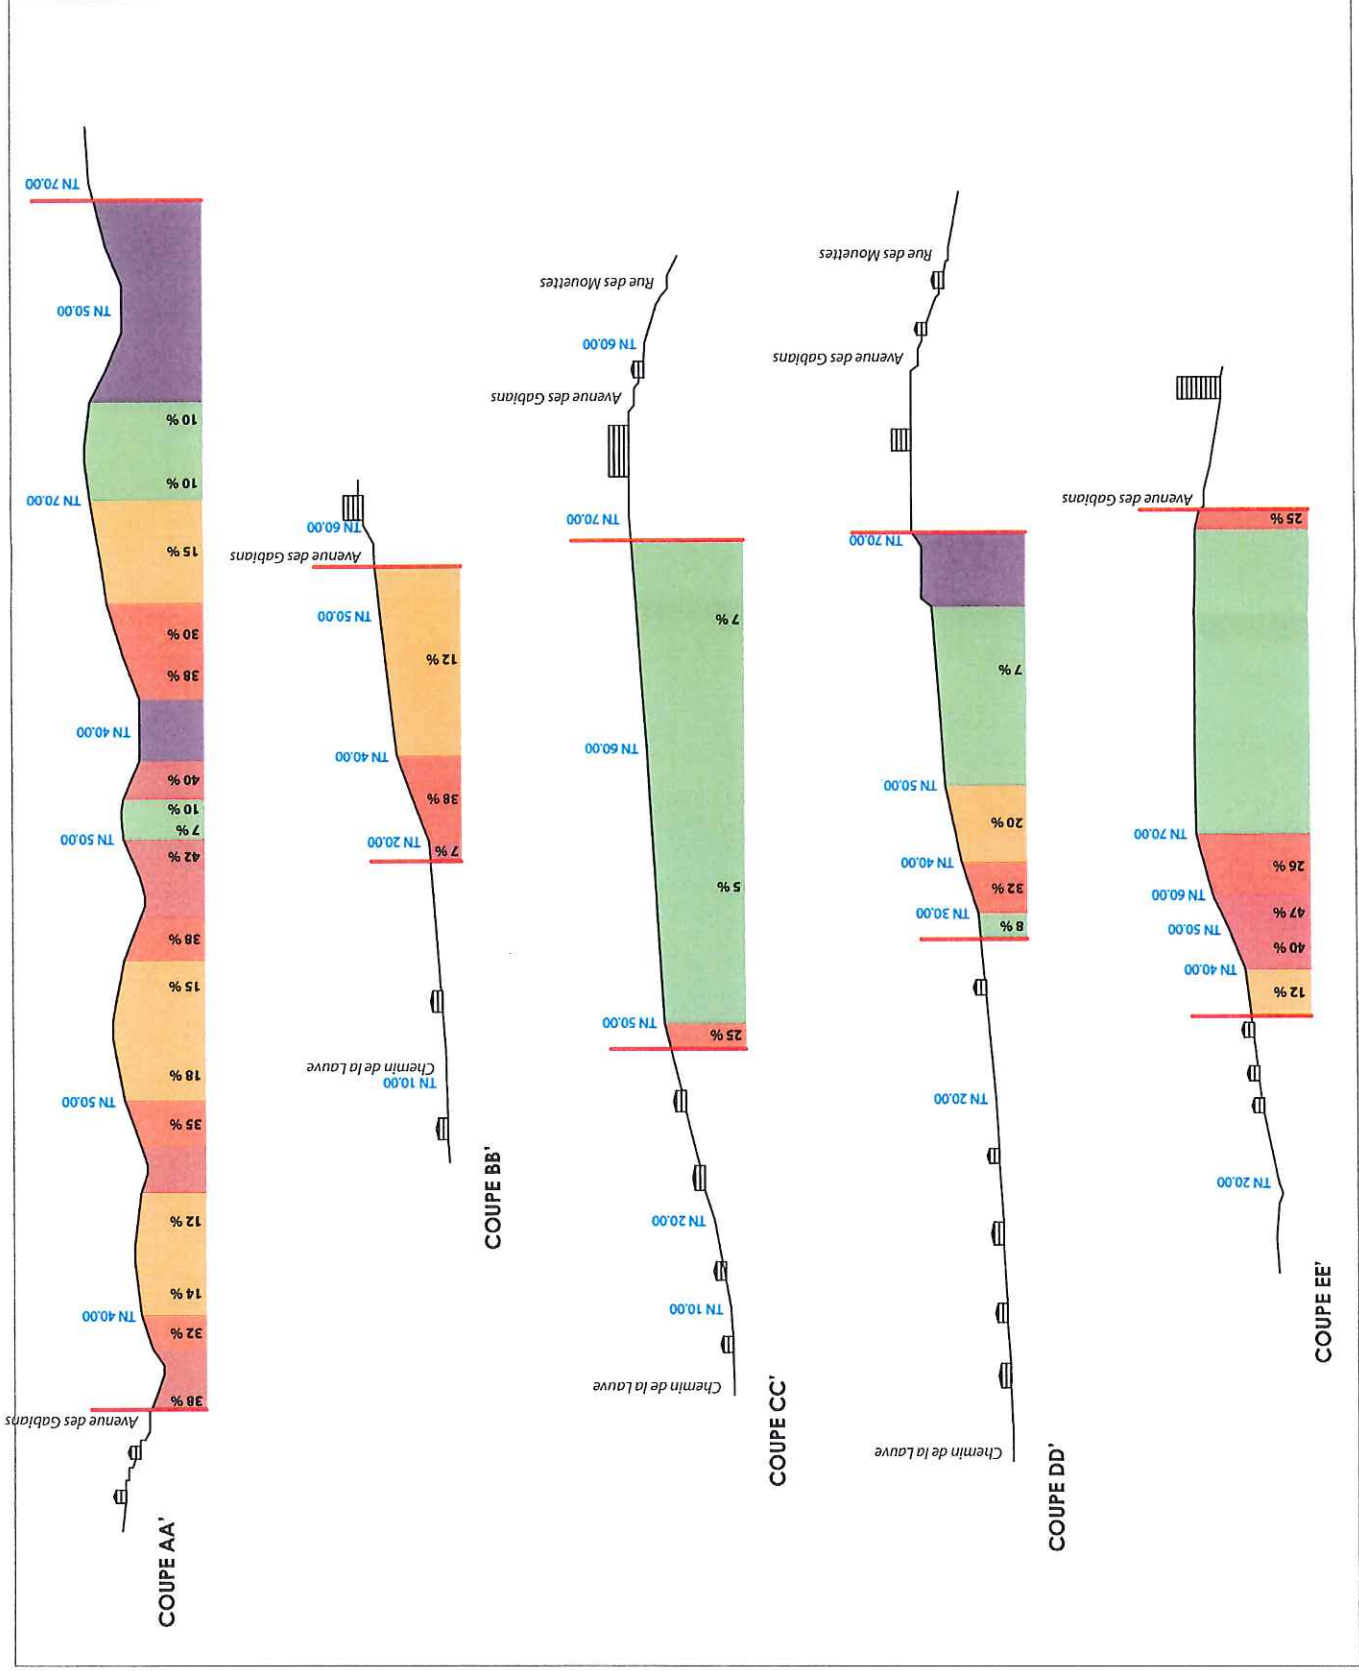 COUPE AA'
Avenue des Gabians
38 %
32 %
TN 40.00
14 %
12 %
35 %
TN 50.00
18 %
15 %
38 %
42 %
TN 50.00
7 %
10 %
40 %
TN 40.00
38 %
30 %
15 %
TN 70.00
10 %
10 %
TN 50.00
TN 70.00
COUPE BB'
TN 10.00
Chemin de la Lauve
7 %
TN 20.00
38 %
TN 40.00
12 %
TN 50.00
Avenue des Gabians
TN 60.00
COUPE CC'
Chemin de la Lauve
TN 10.00
TN 20.00
25 %
TN 50.00
5 %
TN 60.00
7 %
TN 70.00
Avenue des Gabians
TN 60.00
Rue des Mouettes
COUPE DD'
Chemin de la Lauve
TN 20.00
8 %
TN 30.00
32 %
TN 40.00
20 %
TN 50.00
7 %
TN 70.00
Avenue des Gabians
Rue des Mouettes
COUPE EE'
TN 20.00
12 %
TN 40.00
40 %
TN 50.00
47 %
TN 60.00
26 %
TN 70.00
25 %
Avenue des Gabians